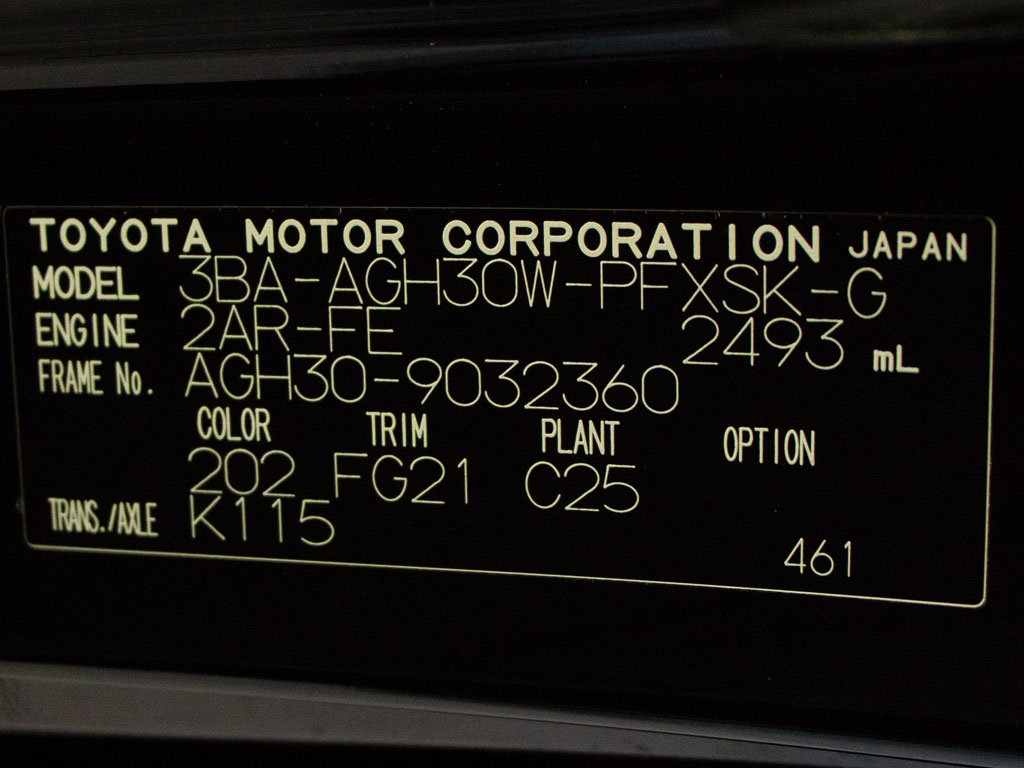 TOYOTA MOTOR CORPORATION JAPAN
MODEL 3BA-AGH30W-PFXSK-G
ENGINE 2AR-FE 2493 mL
FRAME No. AGH30-9032360
COLOR TRIM PLANT OPTION
202 FG21 C25
TRANS./AXLE K115
461